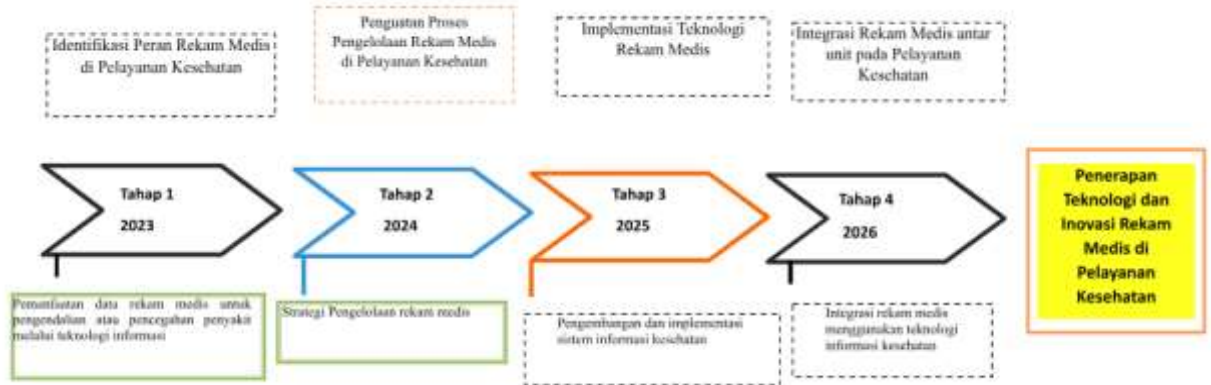 Identifikasi Peran Rekam Medis
di Pelayanan Kesehatan
Penguatan Proses
Pengelolaan Rekam Medis
di Pelayanan Kesehatan
Implementasi Teknologi
Rekam Medis
Integrasi Rekam Medis antar
unit pada Pelayanan
Kesehatan
Tahap 1
2023
Tahap 2
2024
Tahap 3
2025
Tahap 4
2026
Penerapan
Teknologi dan
Inovasi Rekam
Medis di
Pelayanan
Kesehatan
Pemanfaatan data rekam medis untuk
pengendalian atau pencegahan penyakit
melalui teknologi informasi
Strategi Pengelolaan rekam medis
Pengembangan dan implementasi
sistem informasi kesehatan
Integrasi rekam medis
menggunakan teknologi
informasi kesehatan